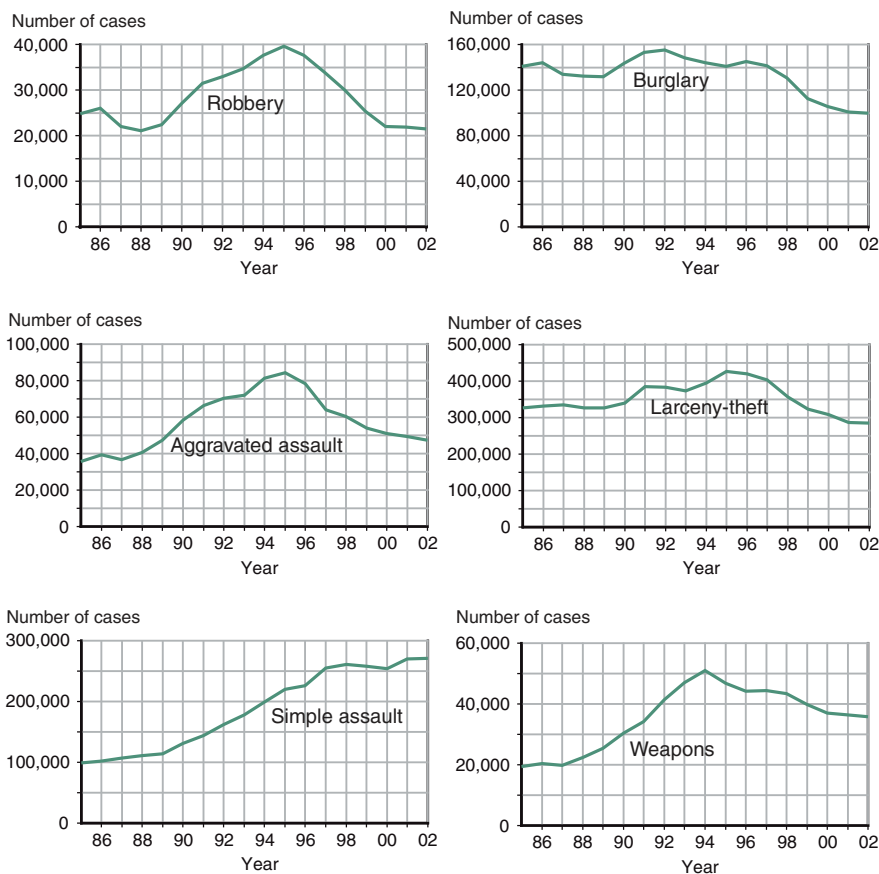 Number of cases
40,000
30,000
20,000
10,000
0
Robbery
86 88 90 92 94 96 98 00 02
Year
Number of cases
160,000
120,000
80,000
40,000
0
Burglary
86 88 90 92 94 96 98 00 02
Year
Number of cases
100,000
80,000
60,000
40,000
20,000
0
Aggravated assault
86 88 90 92 94 96 98 00 02
Year
Number of cases
500,000
400,000
300,000
200,000
100,000
0
Larceny-theft
86 88 90 92 94 96 98 00 02
Year
Number of cases
300,000
200,000
100,000
0
Simple assault
86 88 90 92 94 96 98 00 02
Year
Number of cases
60,000
40,000
20,000
0
Weapons
86 88 90 92 94 96 98 00 02
Year